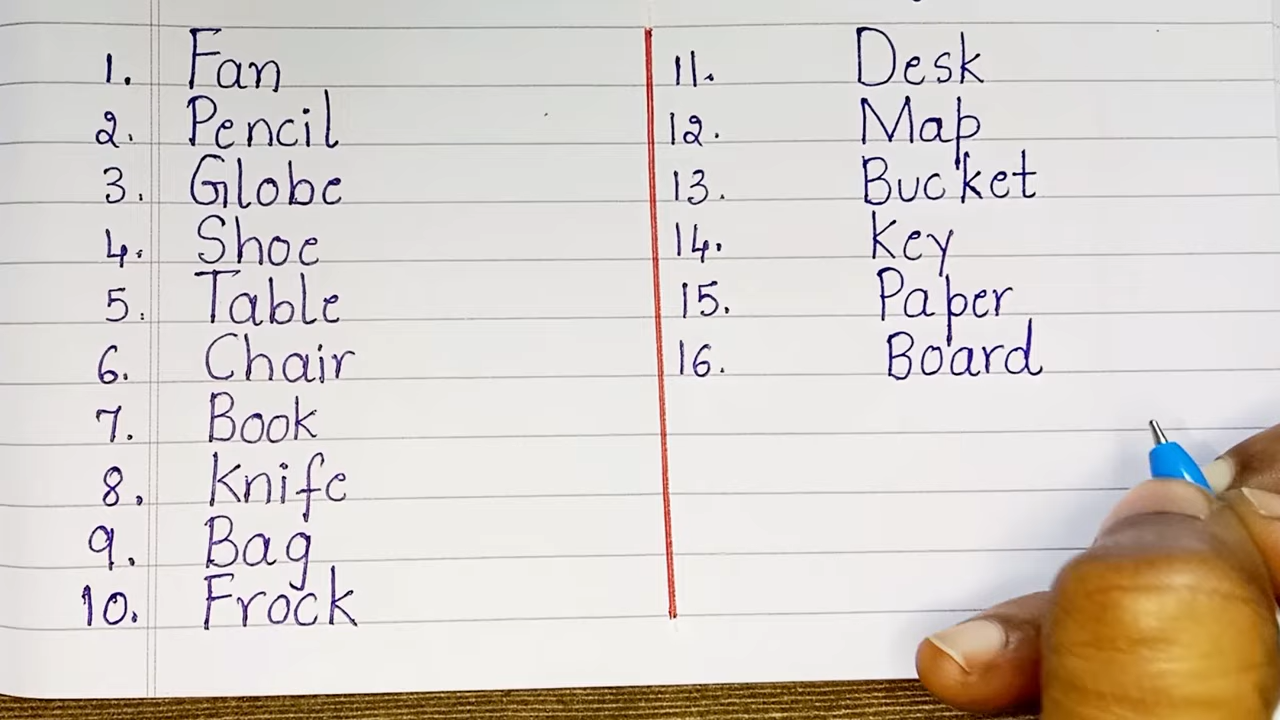 1. Fan
2. Pencil
3. Globe
4. Shoe
5. Table
6. Chair
7. Book
8. Knife
9. Bag
10. Frock
11. Desk
12. Map
13. Bucket
14. Key
15. Paper
16. Board